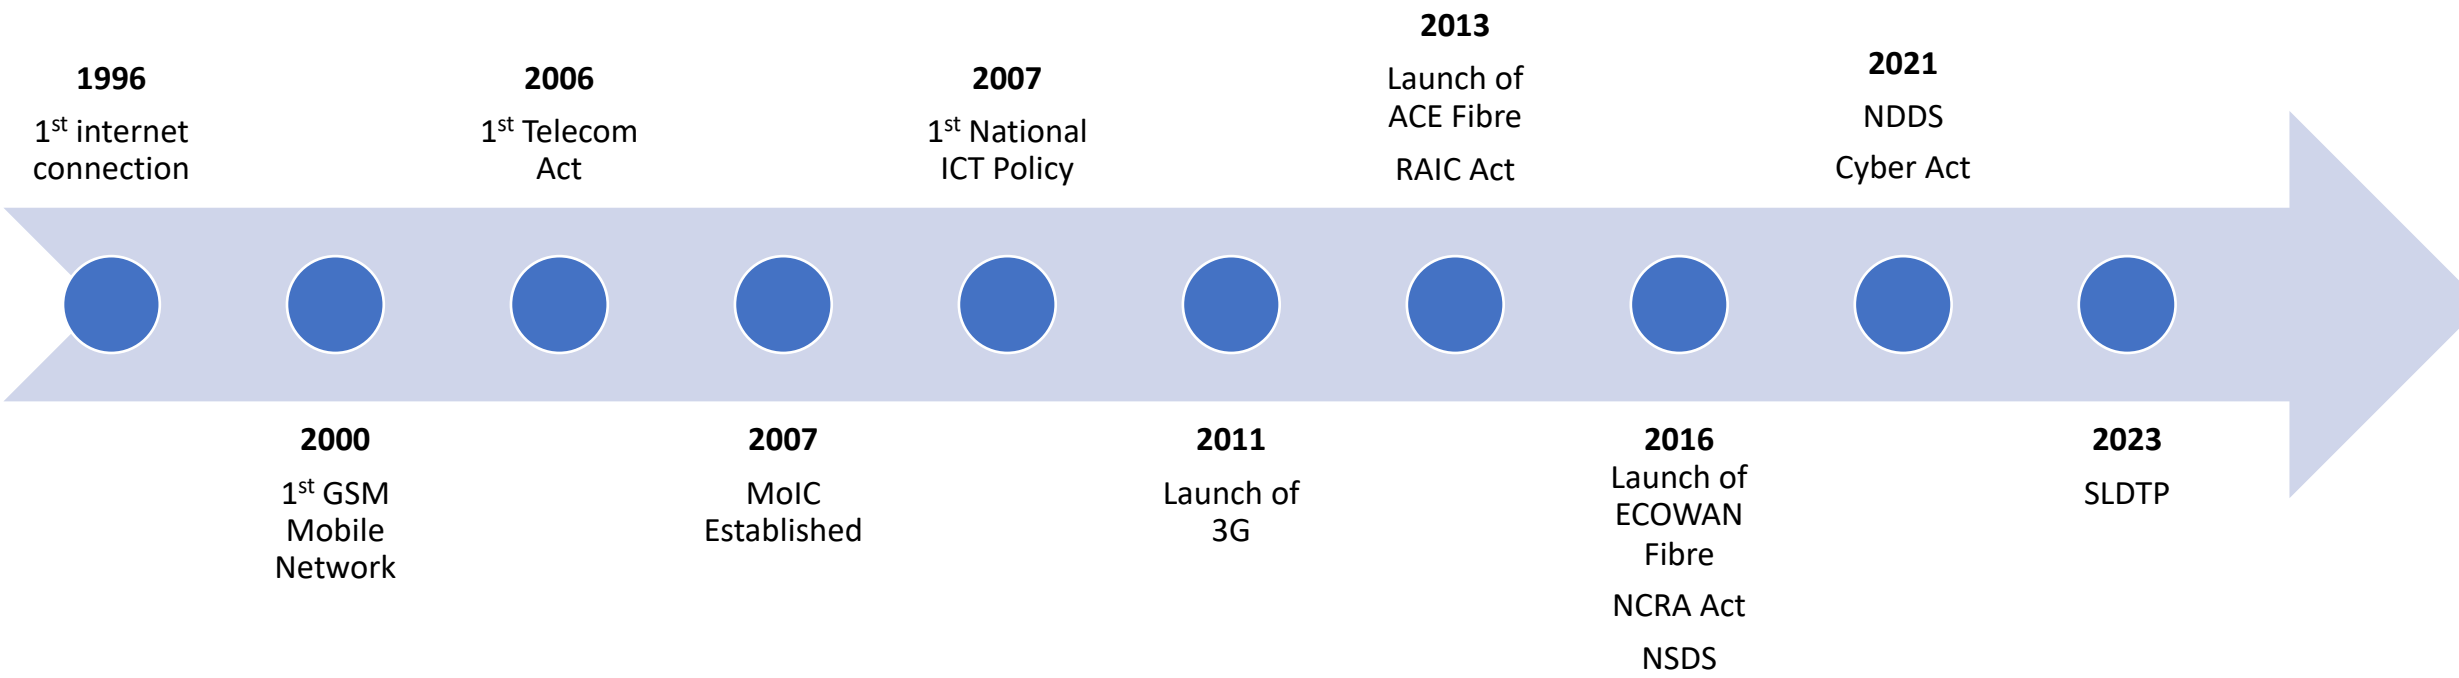 1996
1st internet
connection
2000
1st GSM
Mobile
Network
2006
1st Telecom
Act
2007
MoIC
Established
2007
1st National
ICT Policy
2011
Launch of
3G
2013
Launch of
ACE Fibre
RAIC Act
2016
Launch of
ECOWAN
Fibre
NCRA Act
NSDS
2021
NDDS
Cyber Act
2023
SLDTP